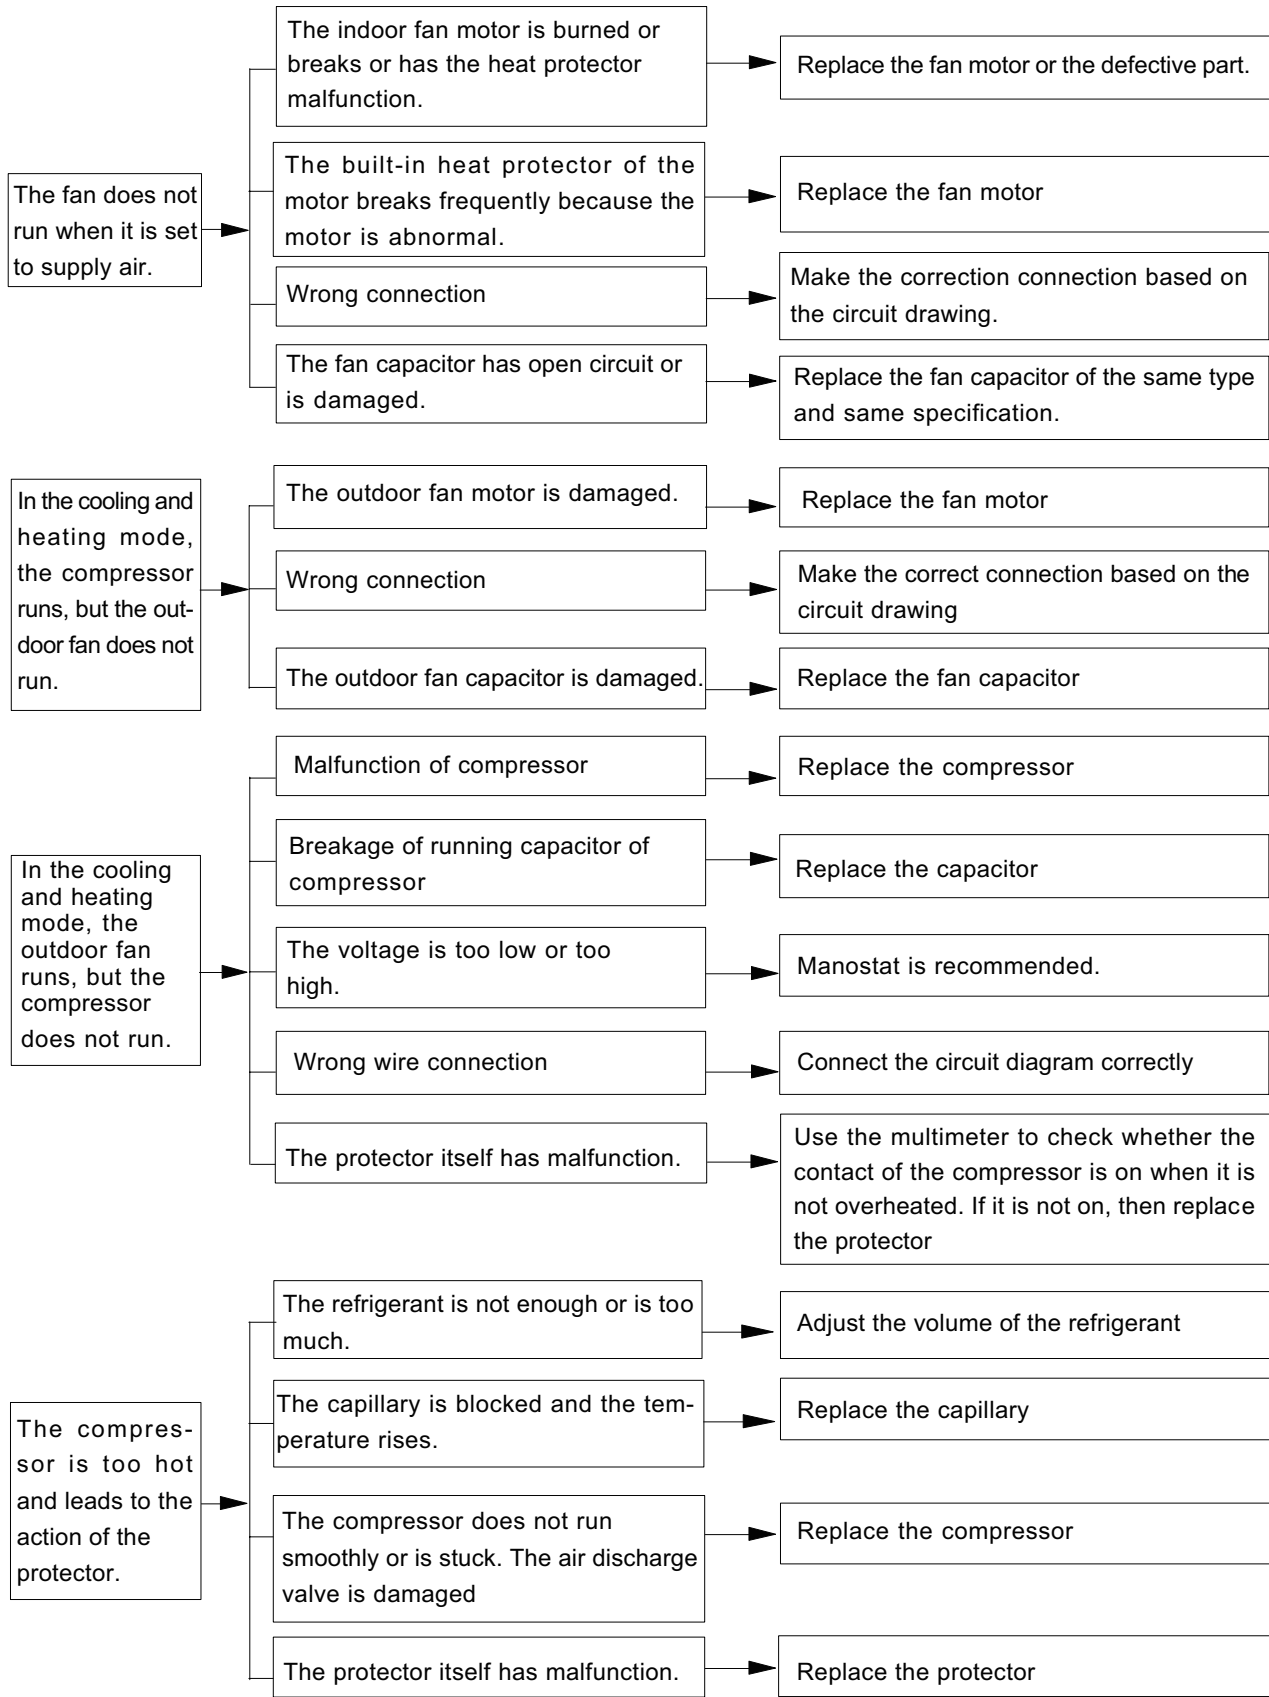 The fan does not
run when it is set
to supply air.
The indoor fan motor is burned or
breaks or has the heat protector
malfunction.
Replace the fan motor or the defective part.
The built-in heat protector of the
motor breaks frequently because the
motor is abnormal.
Replace the fan motor
Wrong connection
Make the correction connection based on
the circuit drawing.
The fan capacitor has open circuit or
is damaged.
Replace the fan capacitor of the same type
and same specification.
In the cooling and
heating mode,
the compressor
runs, but the out-
door fan does not
run.
The outdoor fan motor is damaged.
Replace the fan motor
Wrong connection
Make the correct connection based on the
circuit drawing
The outdoor fan capacitor is damaged.
Replace the fan capacitor
In the cooling
and heating
mode, the
outdoor fan
runs, but the
compressor
does not run.
Malfunction of compressor
Replace the compressor
Breakage of running capacitor of
compressor
Replace the capacitor
The voltage is too low or too
high.
Manostat is recommended.
Wrong wire connection
Connect the circuit diagram correctly
The protector itself has malfunction.
Use the multimeter to check whether the
contact of the compressor is on when it is
not overheated. If it is not on, then replace
the protector
The compres-
sor is too hot
and leads to the
action of the
protector.
The refrigerant is not enough or is too
much.
Adjust the volume of the refrigerant
The capillary is blocked and the tem-
perature rises.
Replace the capillary
The compressor does not run
smoothly or is stuck. The air discharge
valve is damaged
Replace the compressor
The protector itself has malfunction.
Replace the protector